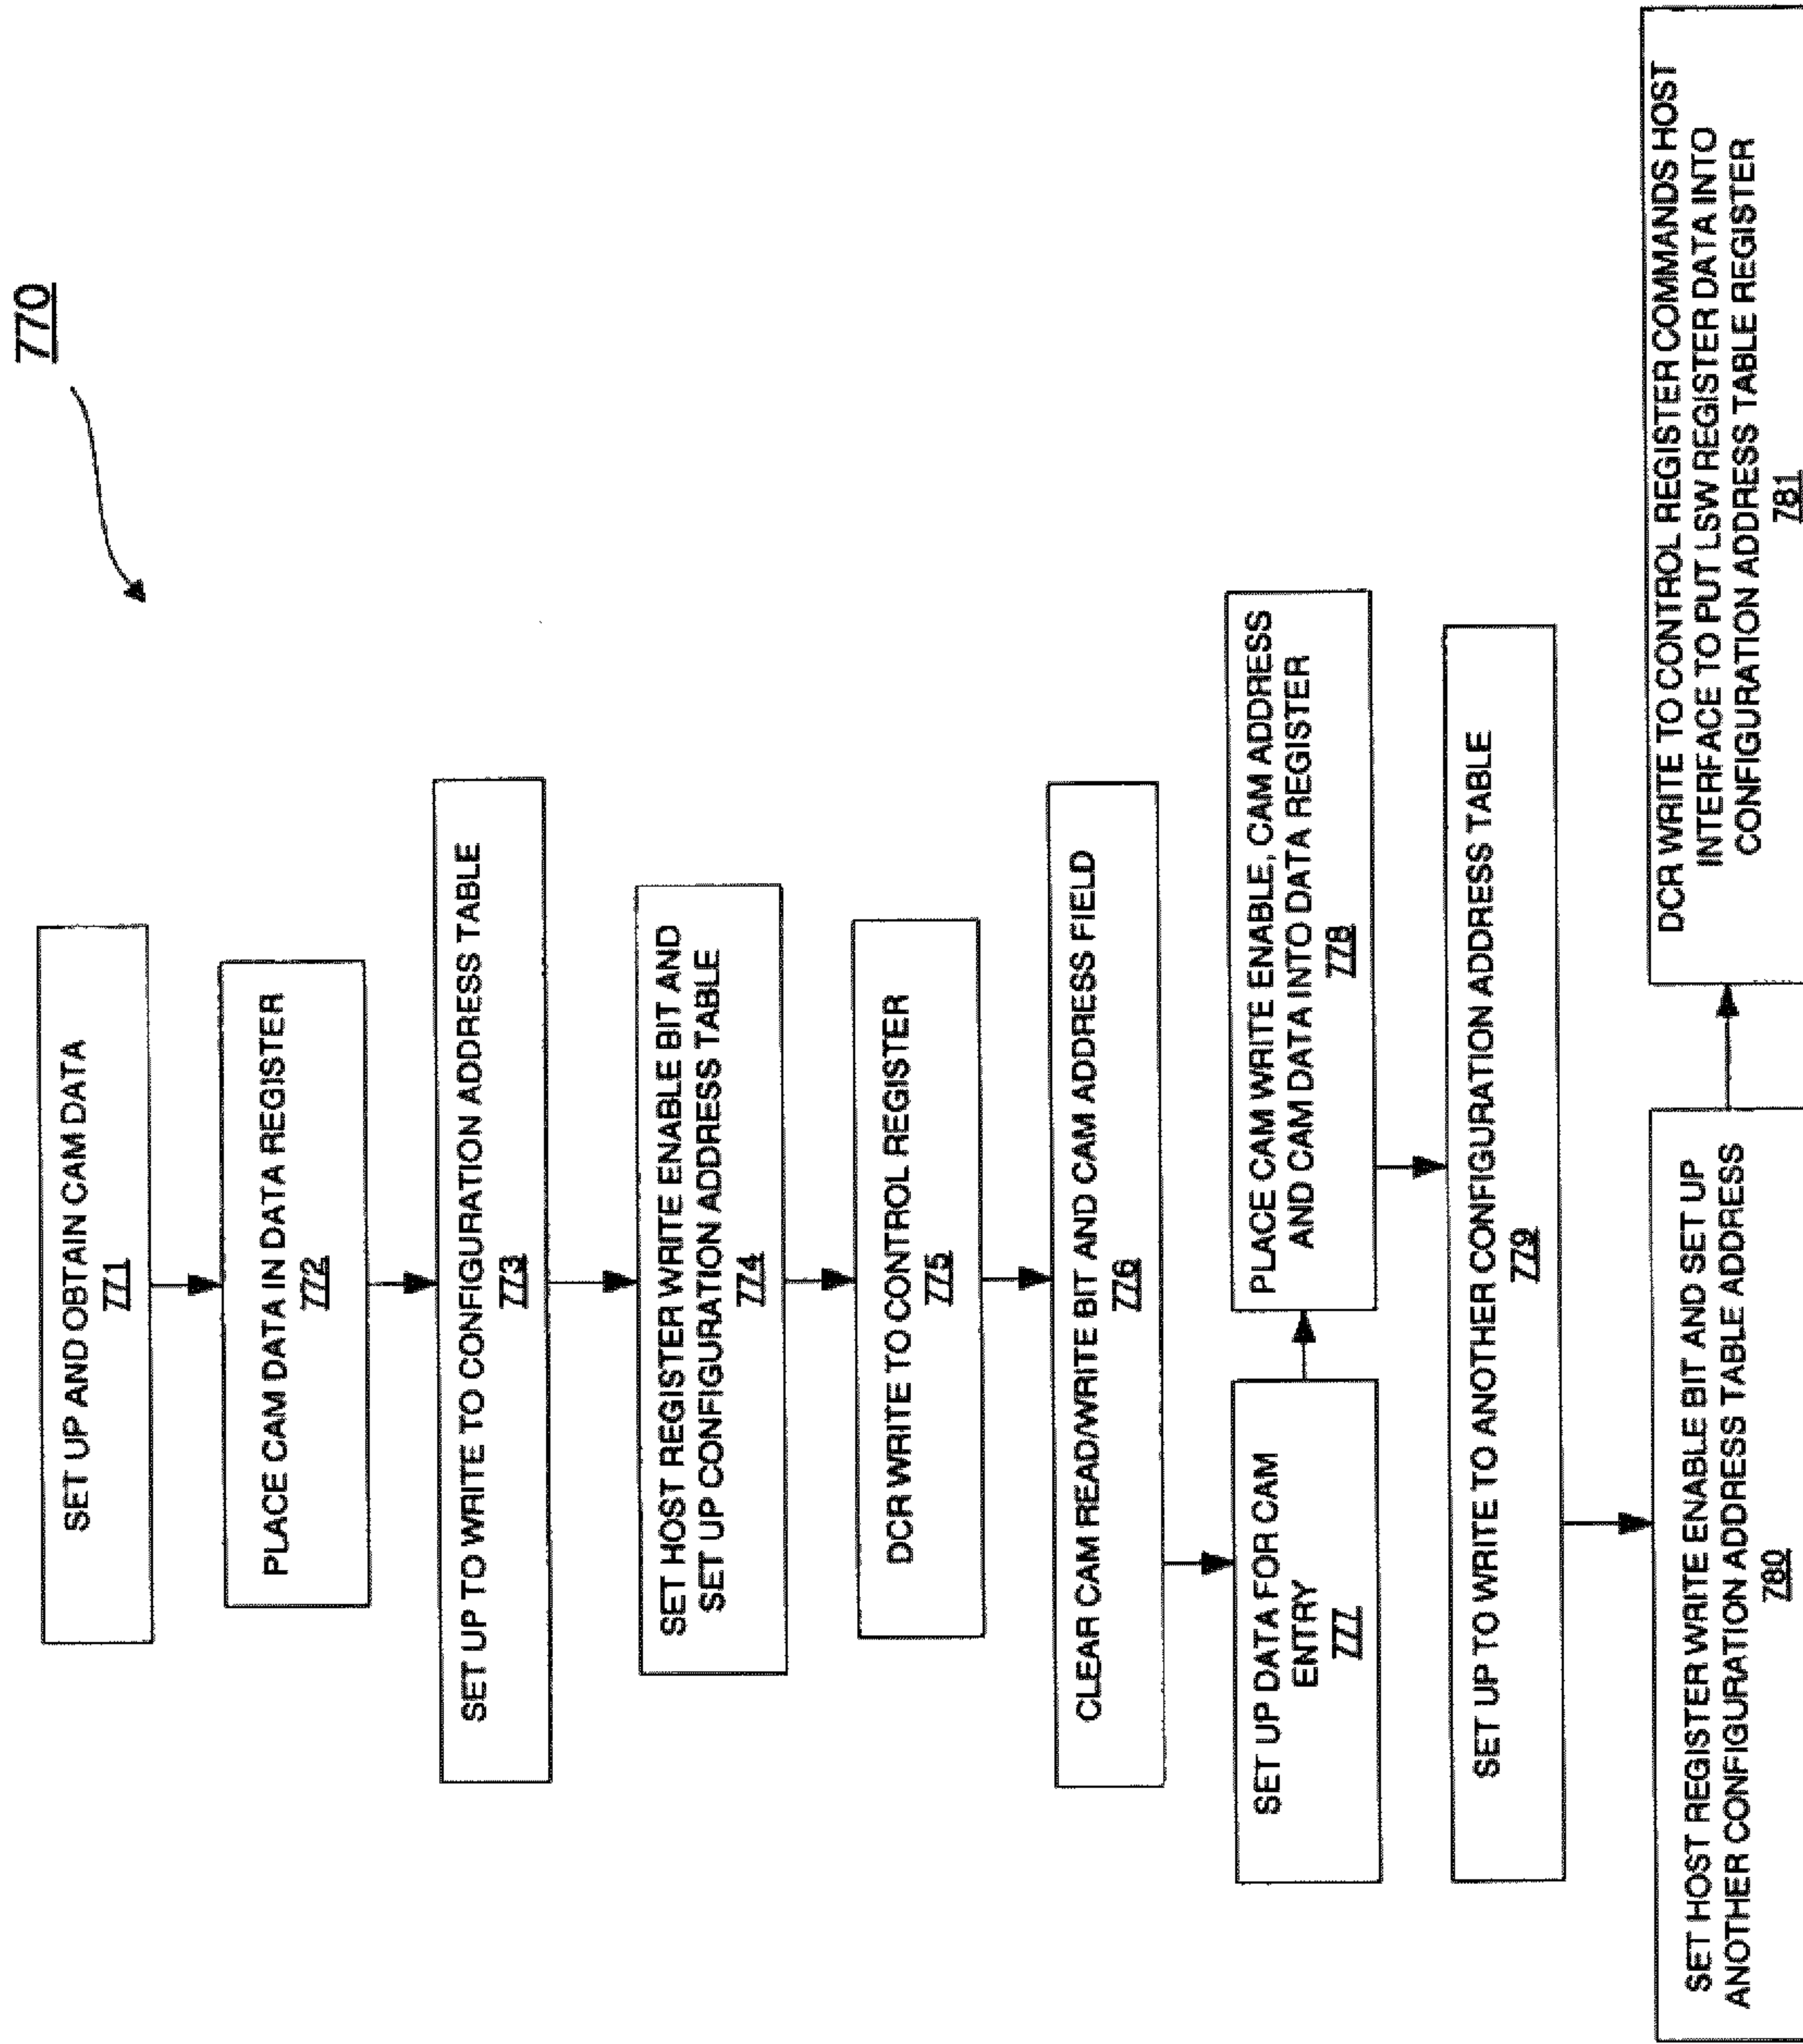 770
SET UP AND OBTAIN CAM DATA
771
PLACE CAM DATA IN DATA REGISTER
772
SET UP TO WRITE TO CONFIGURATION ADDRESS TABLE
773
SET HOST REGISTER WRITE ENABLE BIT AND
SET UP CONFIGURATION ADDRESS TABLE
774
DCR WRITE TO CONTROL REGISTER
775
CLEAR CAM READ/WRITE BIT AND CAM ADDRESS FIELD
776
SET UP DATA FOR CAM
ENTRY
777
PLACE CAM WRITE ENABLE, CAM ADDRESS
AND CAM DATA INTO DATA REGISTER
778
SET UP TO WRITE TO ANOTHER CONFIGURATION ADDRESS TABLE
779
SET HOST REGISTER WRITE ENABLE BIT AND SET UP
ANOTHER CONFIGURATION ADDRESS TABLE ADDRESS
780
DCR WRITE TO CONTROL REGISTER COMMANDS HOST
INTERFACE TO PUT LSW REGISTER DATA INTO
CONFIGURATION ADDRESS TABLE REGISTER
781